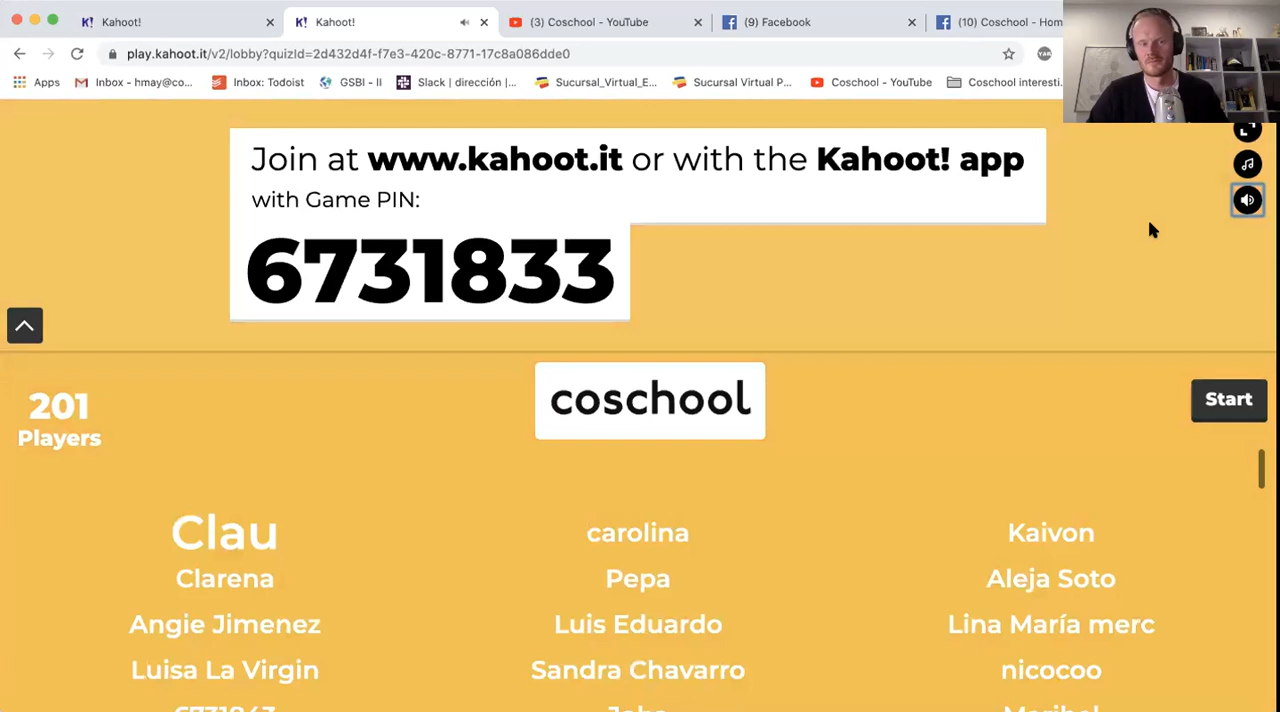 Kahoot!
Kahoot!
(3) Coschool - YouTube
(9) Facebook
(10) Coschool - Hom
play.kahoot.it/v2/lobby?quizId=2d432d4f-f7e3-420c-8771-17c8a086dde0
Apps
Inbox - hmay@co...
Inbox: Todoist
GSBI - II
Slack | dirección |...
Sucursal_Virtual_E...
Sucursal Virtual P...
Coschool - YouTube
Coschool interesti
Join at www.kahoot.it or with the Kahoot! app
with Game PIN:
6731833
201
Players
coschool
Start
Clau
carolina
Kaivon
Clarena
Pepa
Aleja Soto
Angie Jimenez
Luis Eduardo
Lina María merc
Luisa La Virgin
Sandra Chavarro
nicocoo